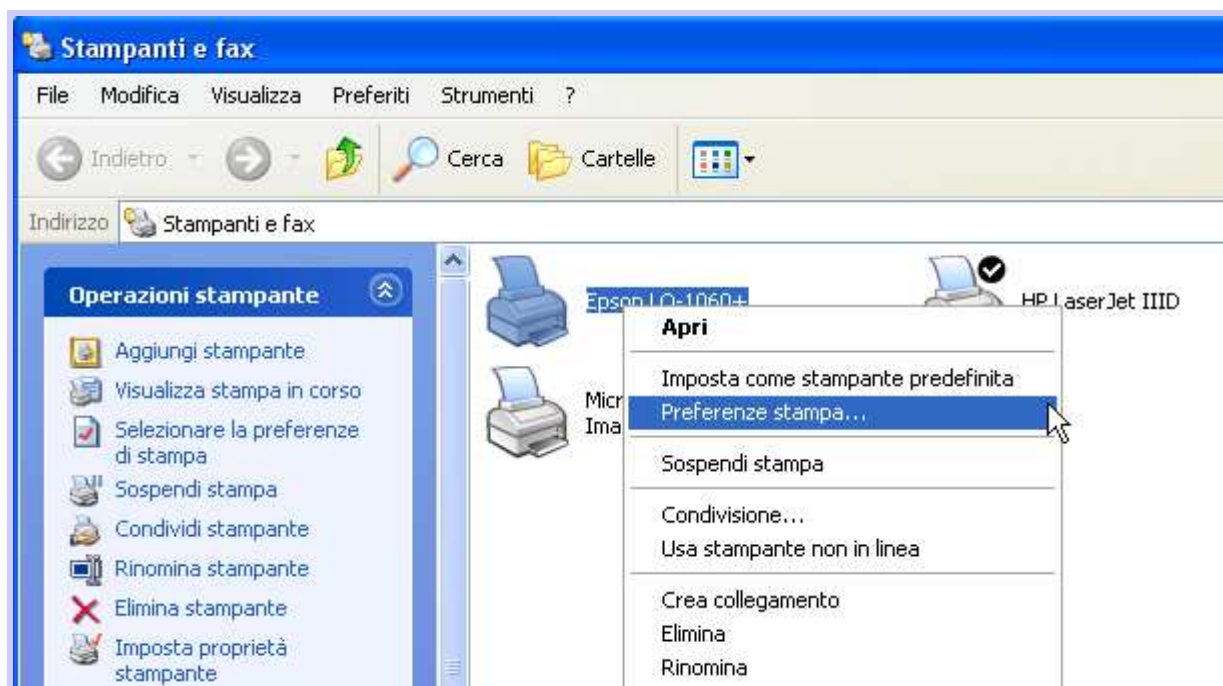 Stampanti e fax
File Modifica Visualizza Preferiti Strumenti ?
Indietro Cerca Cartelle
Indirizzo Stampanti e fax
Operazioni stampante
Aggiungi stampante
Visualizza stampa in corso
Selezionare la preferenze
di stampa
Sospendi stampa
Condividi stampante
Rinomina stampante
Elimina stampante
Imposta proprietà
stampante
Epson LQ-1060+
HP LaserJet IIID
Micr
Ima
Apri
Imposta come stampante predefinita
Preferenze stampa...
Sospendi stampa
Condivisione...
Usa stampante non in linea
Crea collegamento
Elimina
Rinomina